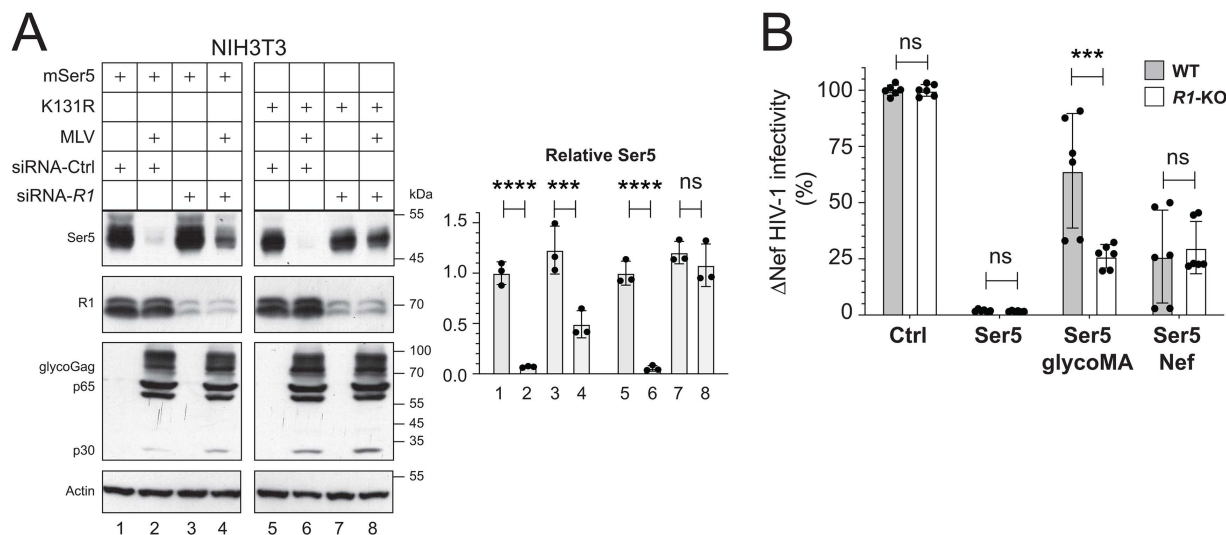 A
NIH3T3
mSer5 + + + +
K131R + + + +
MLV + + + +
siRNA-Ctrl + + + +
siRNA-R1 + + + +
kDa
Ser5
55
45
R1
70
glycoGag
p65
p30
100
70
55
45
35
Actin
55
1 2 3 4 5 6 7 8
Relative Ser5
**** *** **** ns
1.5
1.0
0.5
0.0
1 2 3 4 5 6 7 8
B
ΔNef HIV-1 infectivity
(%)
100
75
50
25
0
ns
ns
***
ns
WT
R1-KO
Ctrl
Ser5
Ser5
glycoMA
Ser5
Nef